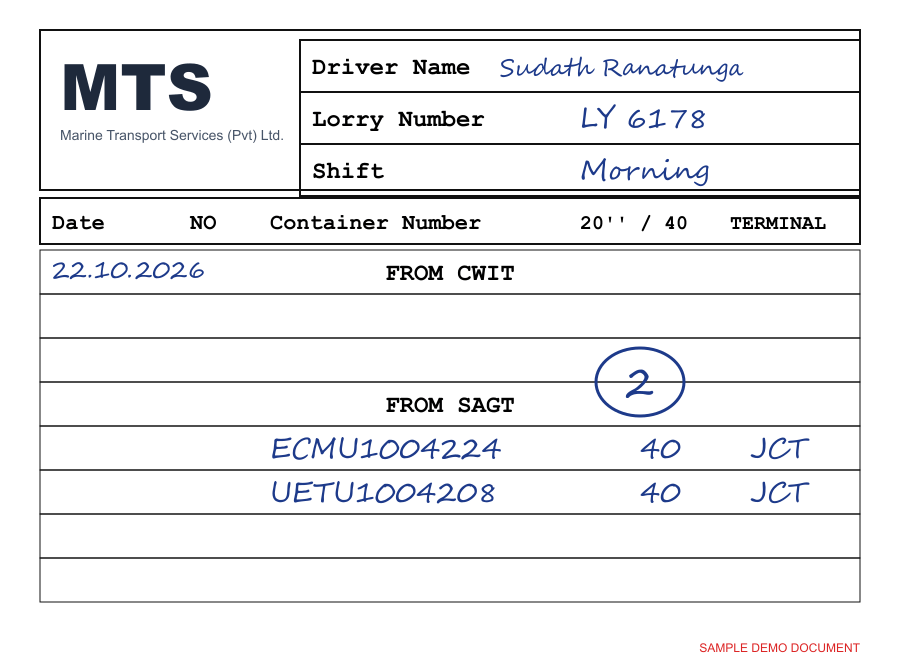 MTS
Marine Transport Services (Pvt) Ltd.
Driver Name Sudath Ranatunga
Lorry Number LY 6178
Shift Morning
Date NO Container Number 20'' / 40 TERMINAL
22.10.2026 FROM CWIT
2
FROM SAGT
ECMU1004224 40 JCT
UETU1004208 40 JCT
SAMPLE DEMO DOCUMENT